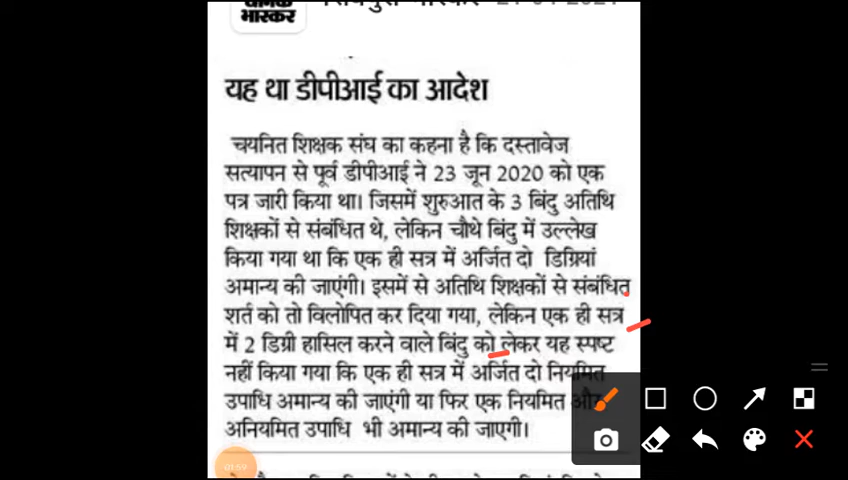 भास्कर
यह था डीपीआई का आदेश
चयनित शिक्षक संघ का कहना है कि दस्तावेज
सत्यापन से पूर्व डीपीआई ने 23 जून 2020 को एक
पत्र जारी किया था। जिसमें शुरुआत के 3 बिंदु अतिथि
शिक्षकों से संबंधित थे, लेकिन चौथे बिंदु में उल्लेख
किया गया था कि एक ही सत्र में अर्जित दो डिग्रियां
अमान्य की जाएंगी। इसमें से अतिथि शिक्षकों से संबंधित
शर्त को तो विलोपित कर दिया गया, लेकिन एक ही सत्र
में 2 डिग्री हासिल करने वाले बिंदु को लेकर यह स्पष्ट
नहीं किया गया कि एक ही सत्र में अर्जित दो नियमित
उपाधि अमान्य की जाएंगी या फिर एक नियमित और
अनियमित उपाधि भी अमान्य की जाएगी।
01:59